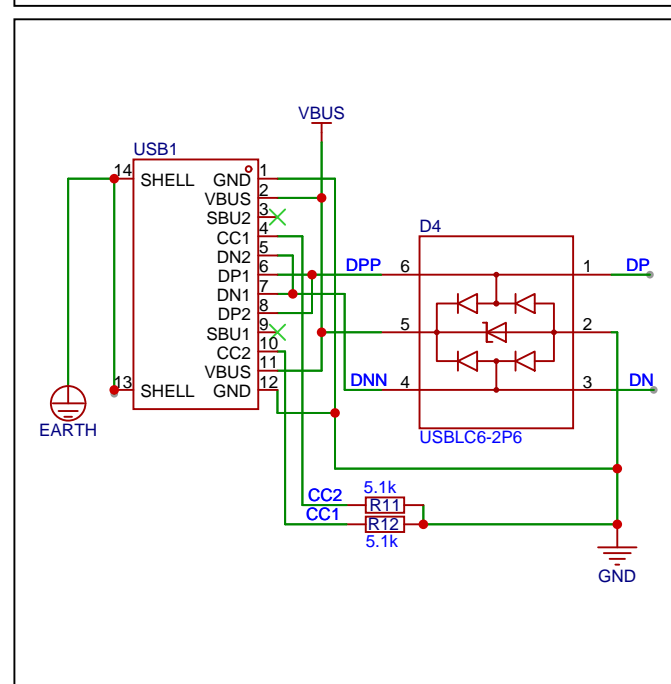 VBUS
USB1
14 SHELL GND 1
VBUS 2
SBU2 3
CC1 4
DN2 5
DP1 6
DN1 7
DP2 8
SBU1 9
CC2 10
VBUS 11
13 SHELL GND 12
EARTH
D4
DPP 6 1 DP
5 2
DNN 4 3 DN
USBLC6-2P6
5.1k
CC2 R11
CC1 R12
5.1k
GND